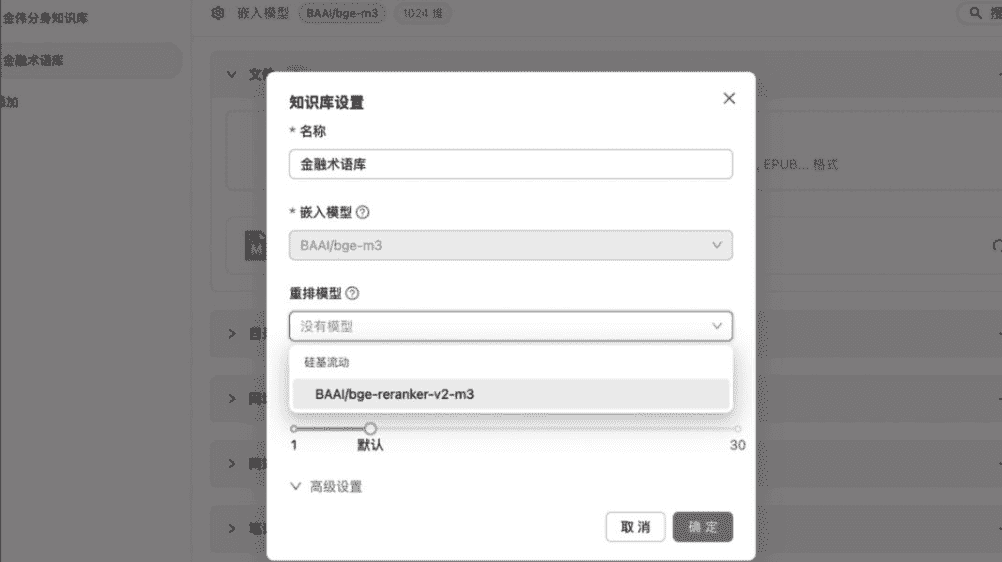 金伟分身知识库
嵌入模型 BAAI/bge-m3 1024 维
金融术语库
文件
知识库设置
* 名称
金融术语库
, EPUB... 格式
* 嵌入模型
BAAI/bge-m3
M
重排模型
没有模型
硅基流动
BAAI/bge-reranker-v2-m3
1 默认 30
高级设置
取消 确定